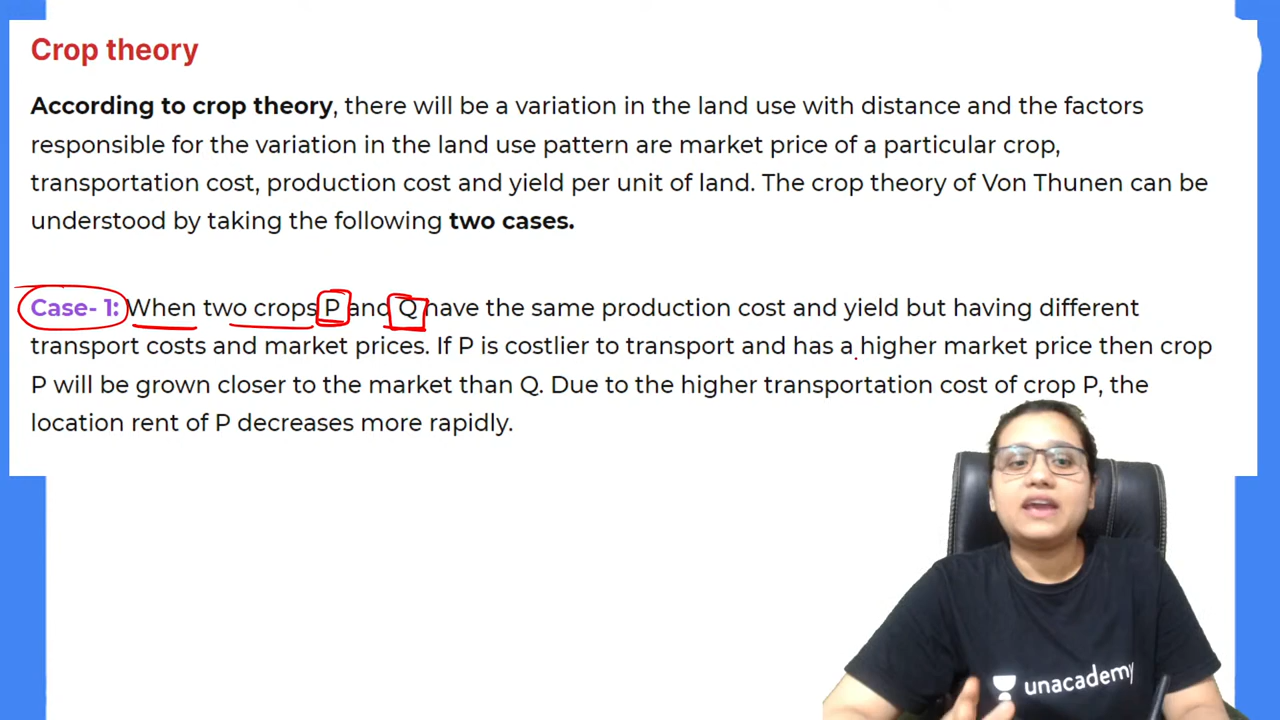 Crop theory
According to crop theory, there will be a variation in the land use with distance and the factors
responsible for the variation in the land use pattern are market price of a particular crop,
transportation cost, production cost and yield per unit of land. The crop theory of Von Thunen can be
understood by taking the following two cases.
Case- 1: When two crops P and Q have the same production cost and yield but having different
transport costs and market prices. If P is costlier to transport and has a higher market price then crop
P will be grown closer to the market than Q. Due to the higher transportation cost of crop P, the
location rent of P decreases more rapidly.
unacademy